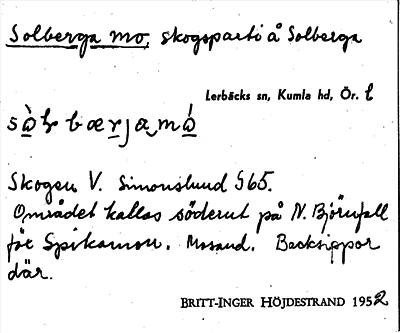 Solberga mo, skogsparti å Solberga
Lerbäcks sn, Kumla hd, Ör. l
Skogen V. Simonslund §65.
Området kallas söderut på N. Björnfall
för Spikamon. Mosand. Backsippor
där.
BRITT-INGER HÖJDESTRAND 1952